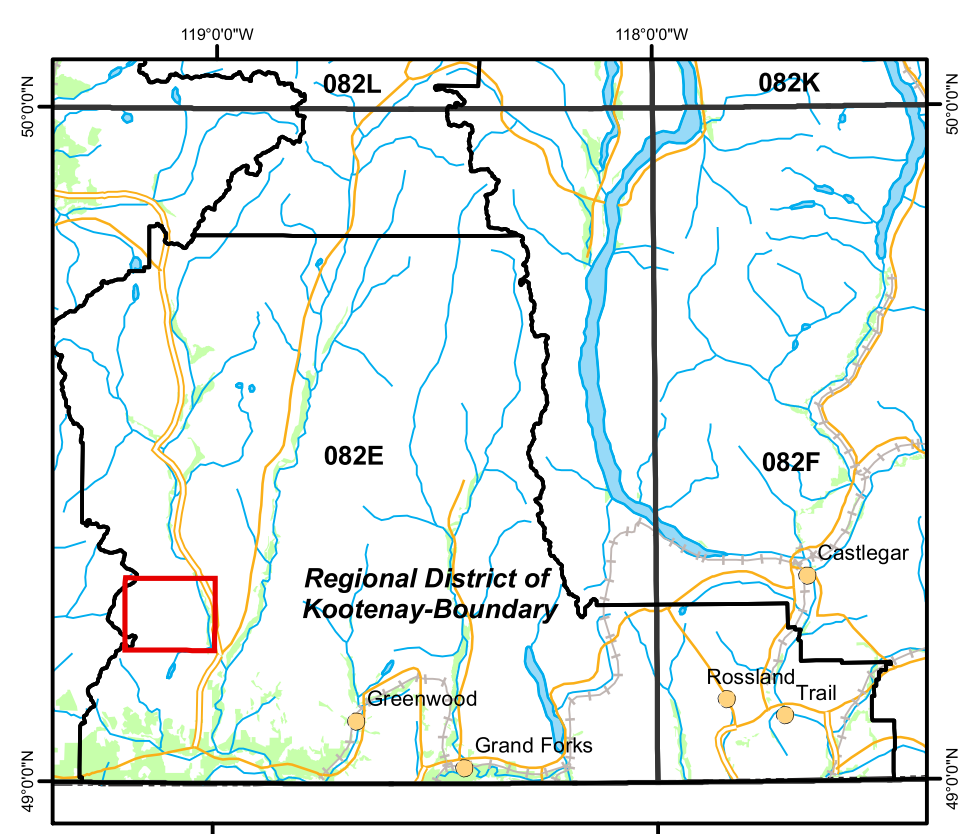 119°0'0"W
118°0'0"W
082L
082K
50°0'0"N
50°0'0"N
082E
082F
Castlegar
Regional District of
Kootenay-Boundary
Rossland
Greenwood
Trail
Grand Forks
49°0'0"N
49°0'0"N